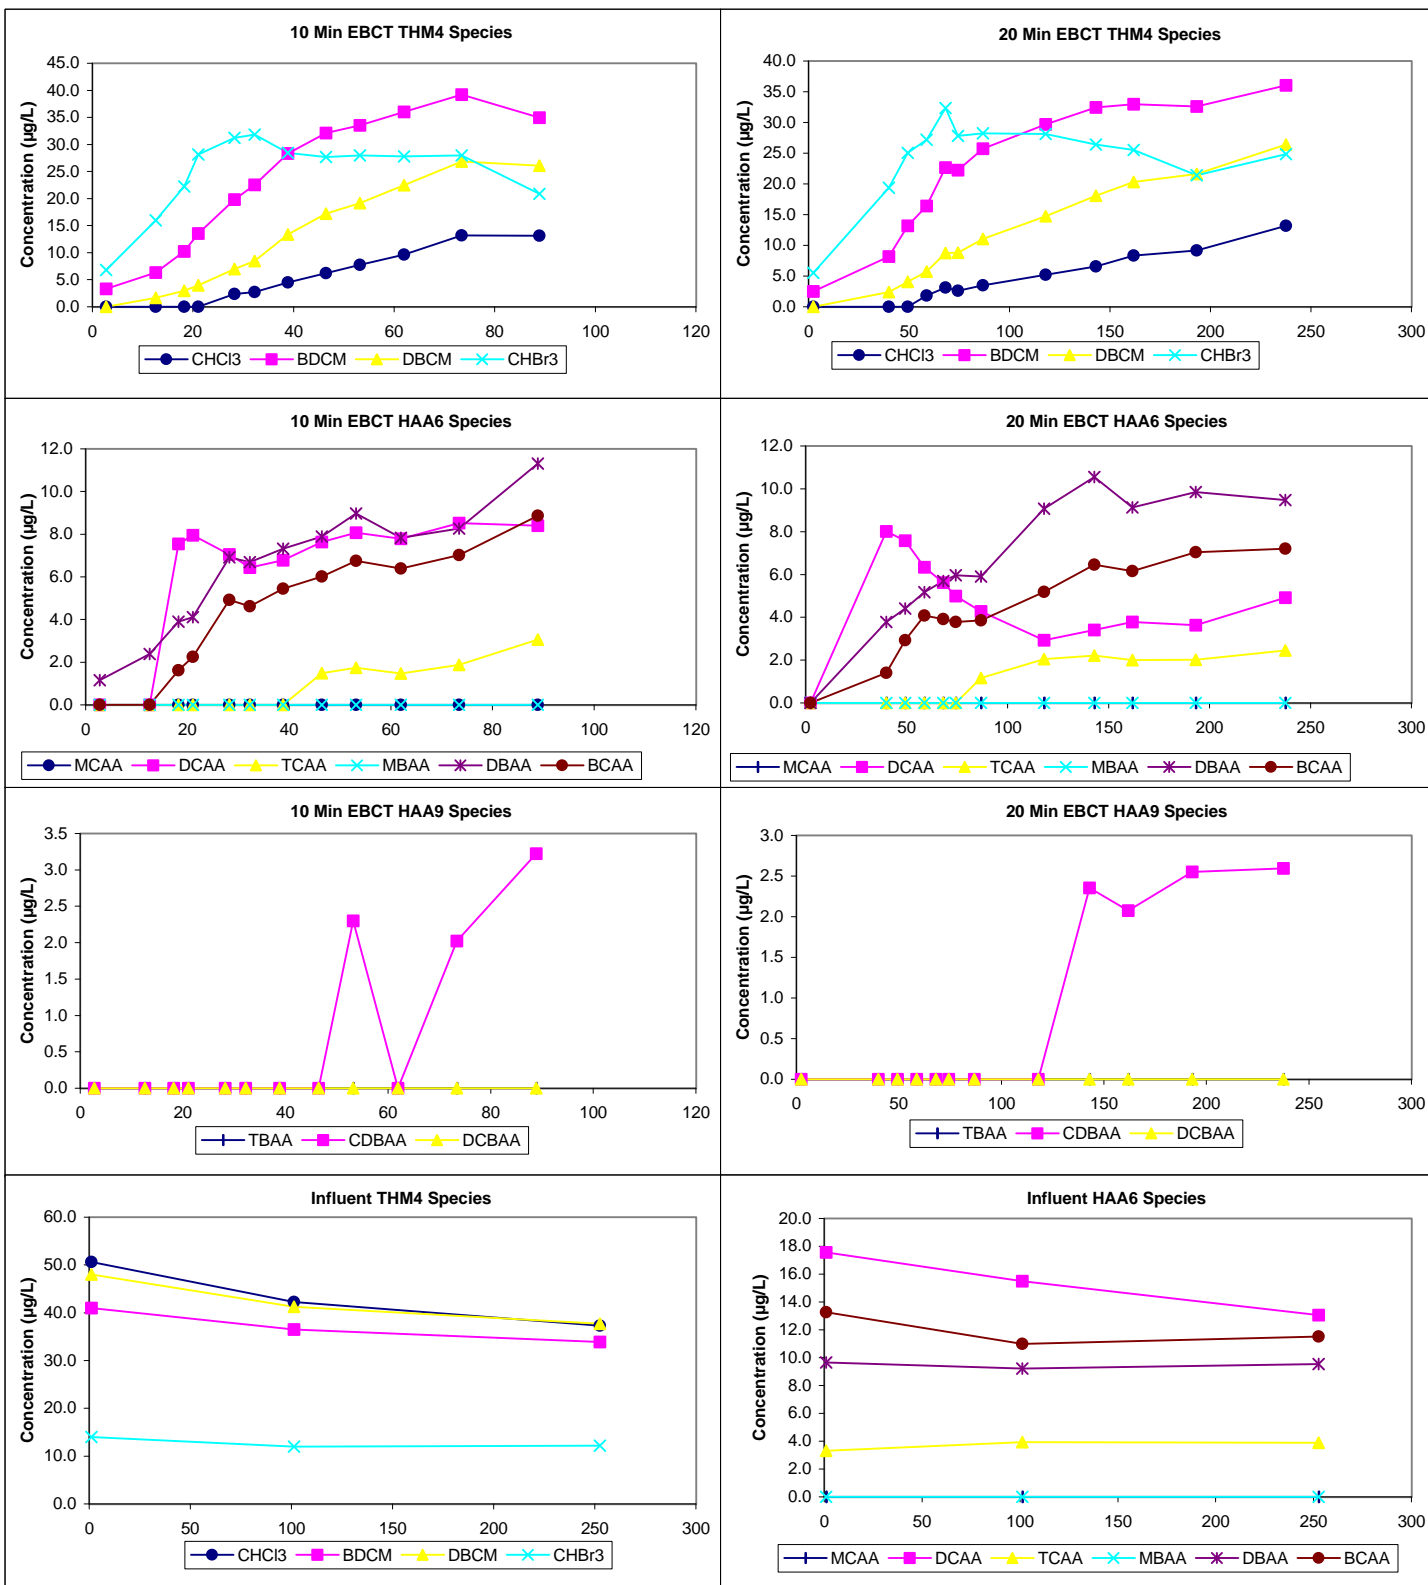 10 Min EBCT THM4 Species
Concentration (µg/L)
45.0
40.0
35.0
30.0
25.0
20.0
15.0
10.0
5.0
0.0
0 20 40 60 80 100 120
CHCl3 BDCM DBCM CHBr3
20 Min EBCT THM4 Species
Concentration (µg/L)
40.0
35.0
30.0
25.0
20.0
15.0
10.0
5.0
0.0
0 50 100 150 200 250 300
CHCl3 BDCM DBCM CHBr3
10 Min EBCT HAA6 Species
Concentration (µg/L)
12.0
10.0
8.0
6.0
4.0
2.0
0.0
0 20 40 60 80 100 120
MCAA DCAA TCAA MBAA DBAA BCAA
20 Min EBCT HAA6 Species
Concentration (µg/L)
12.0
10.0
8.0
6.0
4.0
2.0
0.0
0 50 100 150 200 250 300
MCAA DCAA TCAA MBAA DBAA BCAA
10 Min EBCT HAA9 Species
Concentration (µg/L)
3.5
3.0
2.5
2.0
1.5
1.0
0.5
0.0
0 20 40 60 80 100 120
TBAA CDBAA DCBAA
20 Min EBCT HAA9 Species
Concentration (µg/L)
3.0
2.5
2.0
1.5
1.0
0.5
0.0
0 50 100 150 200 250 300
TBAA CDBAA DCBAA
Influent THM4 Species
Concentration (µg/L)
60.0
50.0
40.0
30.0
20.0
10.0
0.0
0 50 100 150 200 250 300
CHCl3 BDCM DBCM CHBr3
Influent HAA6 Species
Concentration (µg/L)
20.0
18.0
16.0
14.0
12.0
10.0
8.0
6.0
4.0
2.0
0.0
0 50 100 150 200 250 300
MCAA DCAA TCAA MBAA DBAA BCAA